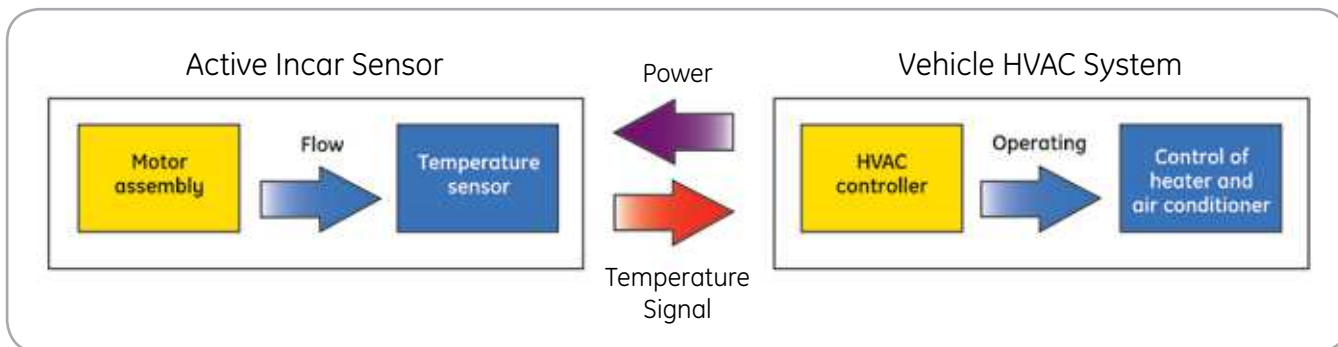 Active Incar Sensor
Power
Vehicle HVAC System
Motor
assembly
Flow
Temperature
sensor
HVAC
controller
Operating
Control of
heater and
air conditioner
Temperature
Signal